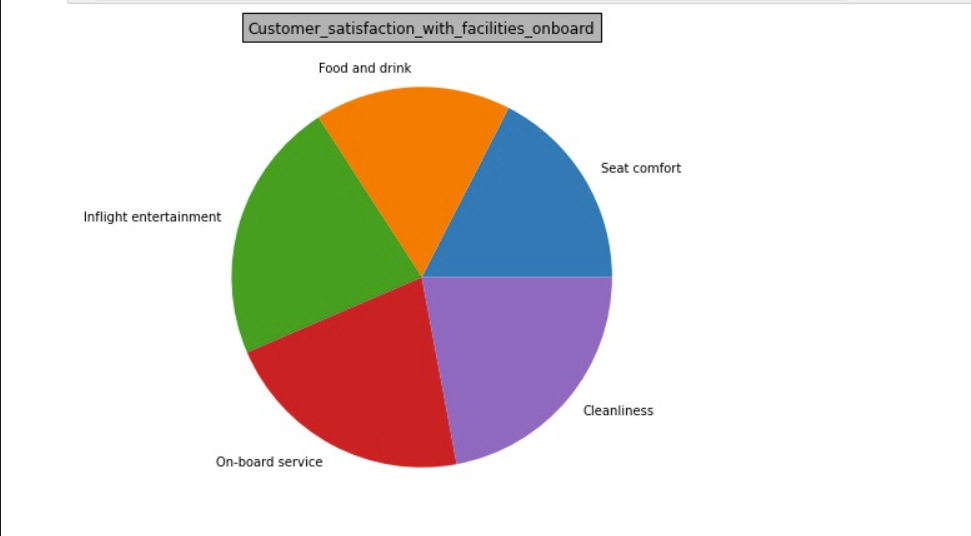 Customer_satisfaction_with_facilities_onboard
Food and drink
Seat comfort
Inflight entertainment
Cleanliness
On-board service